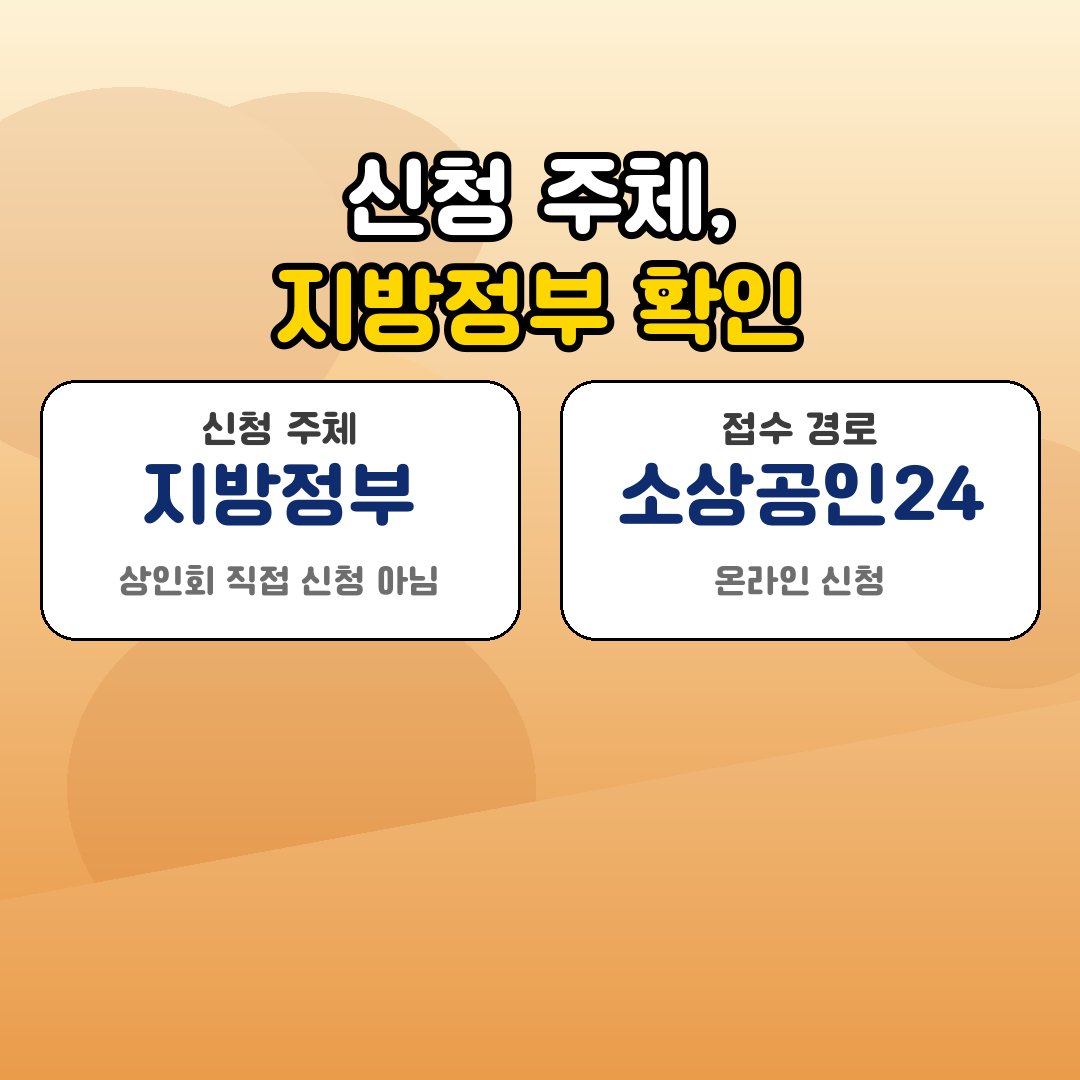 신청 주체,
지방정부 확인
신청 주체
지방정부
상인회 직접 신청 아님
접수 경로
소상공인24
온라인 신청